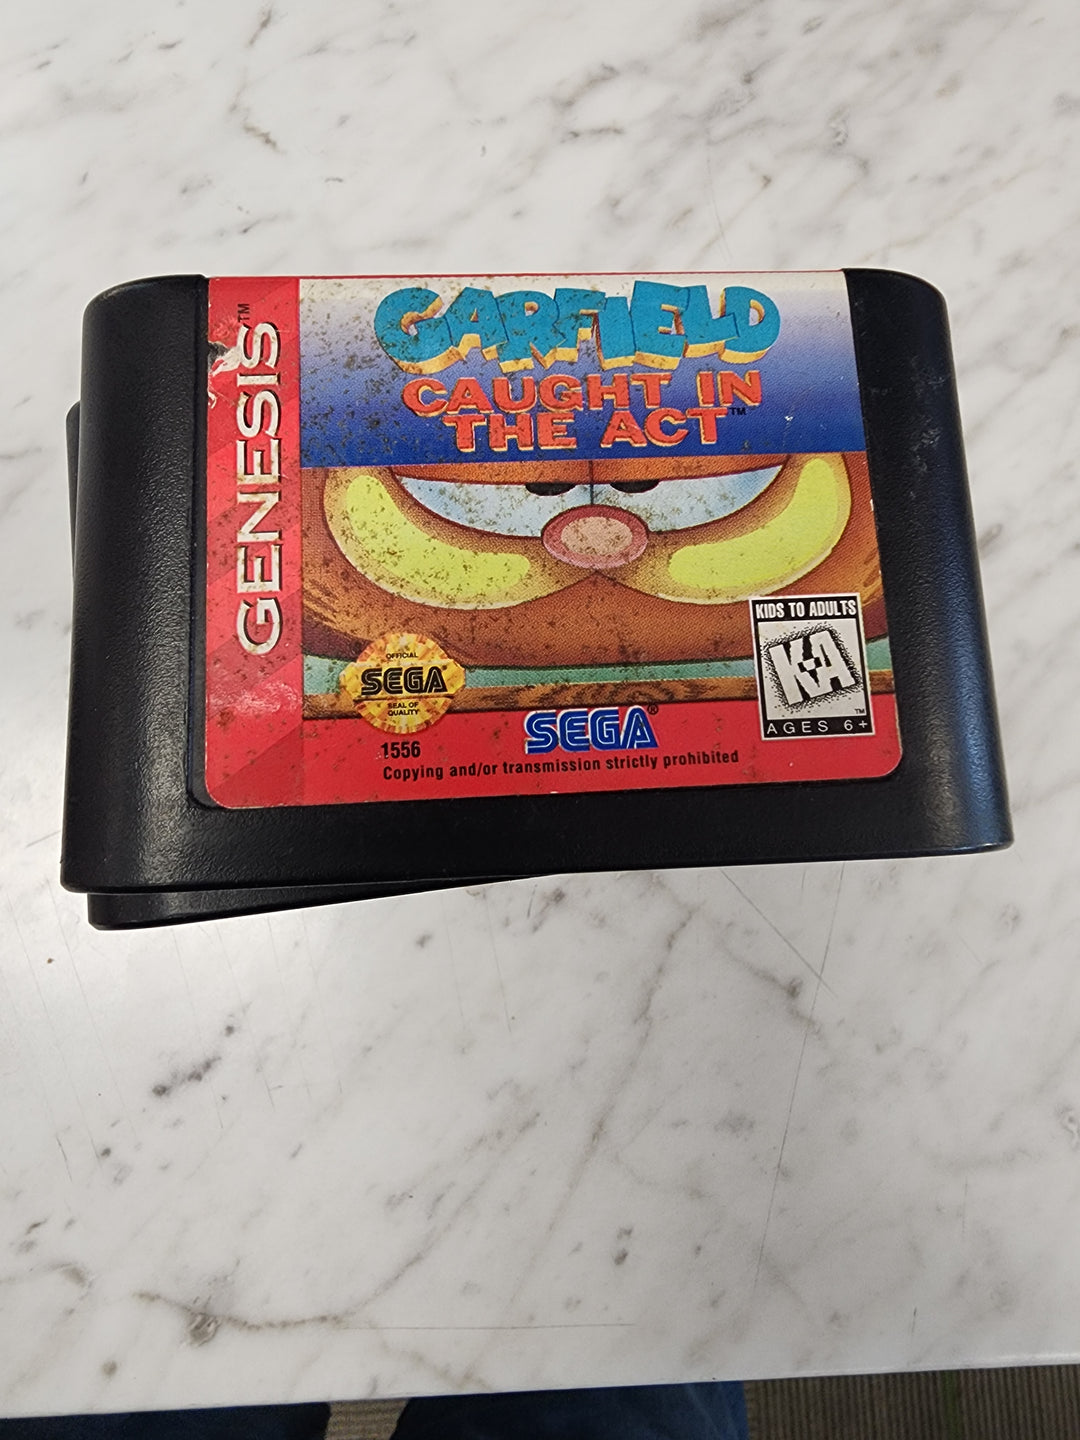 GENESIS™
GARFIELD
CAUGHT IN
THE ACT™
KIDS TO ADULTS
K-A
™
AGES 6+
OFFICIAL
SEGA
SEAL OF
QUALITY
SEGA®
1556
Copying and/or transmission strictly prohibited